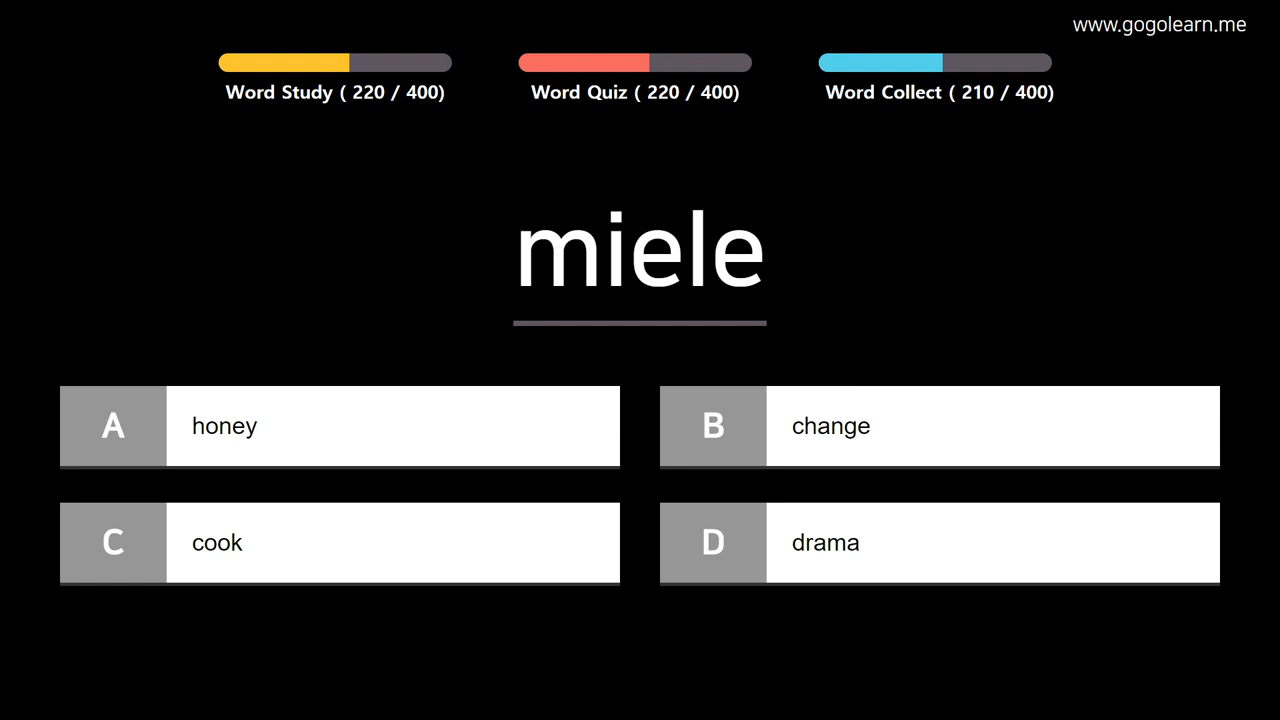 www.gogolearn.me
Word Study ( 220 / 400)
Word Quiz ( 220 / 400)
Word Collect ( 210 / 400)
miele
A honey
B change
C cook
D drama